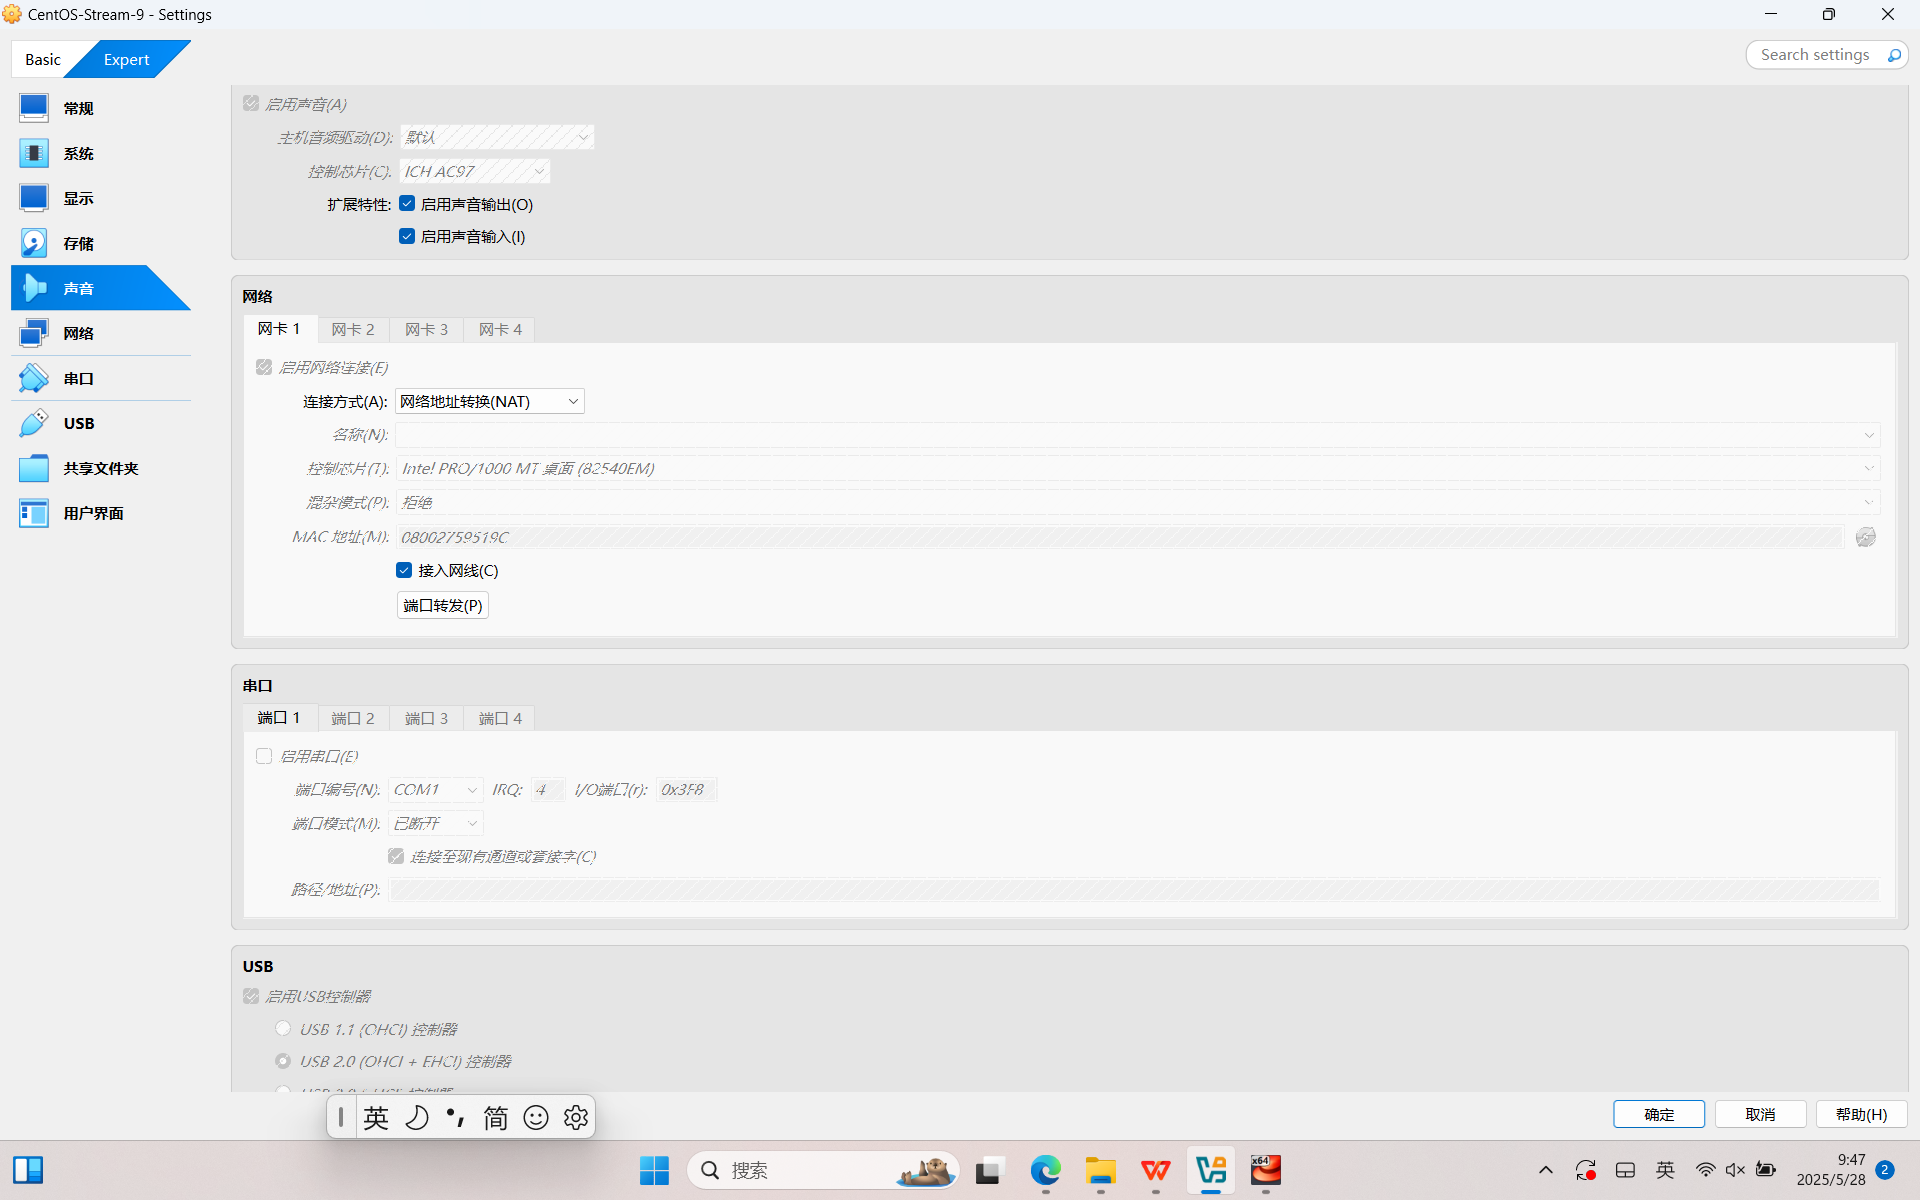 CentOS-Stream-9 - Settings
Basic
Expert
Search settings
常规
系统
显示
存储
声音
网络
串口
USB
共享文件夹
用户界面
启用声音(A)
主机音频驱动(D): 默认
控制芯片(C): ICH AC97
扩展特性: 启用声音输出(O)
启用声音输入(I)
网络
网卡 1 网卡 2 网卡 3 网卡 4
启用网络连接(E)
连接方式(A): 网络地址转换(NAT)
名称(N):
控制芯片(T): Intel PRO/1000 MT 桌面 (82540EM)
混杂模式(P): 拒绝
MAC 地址(M): 08002759519C
接入网线(C)
端口转发(P)
串口
端口 1 端口 2 端口 3 端口 4
启用串口(E)
端口编号(N): COM1 IRQ: 4 I/O端口(r): 0x3F8
端口模式(M): 已断开
连接至现有通道或套接字(C)
路径/地址(P):
USB
启用USB控制器
USB 1.1 (OHCI) 控制器
USB 2.0 (OHCI + EHCI) 控制器
英 简
确定 取消 帮助(H)
搜索
x64
英
9:47
2025/5/28
2